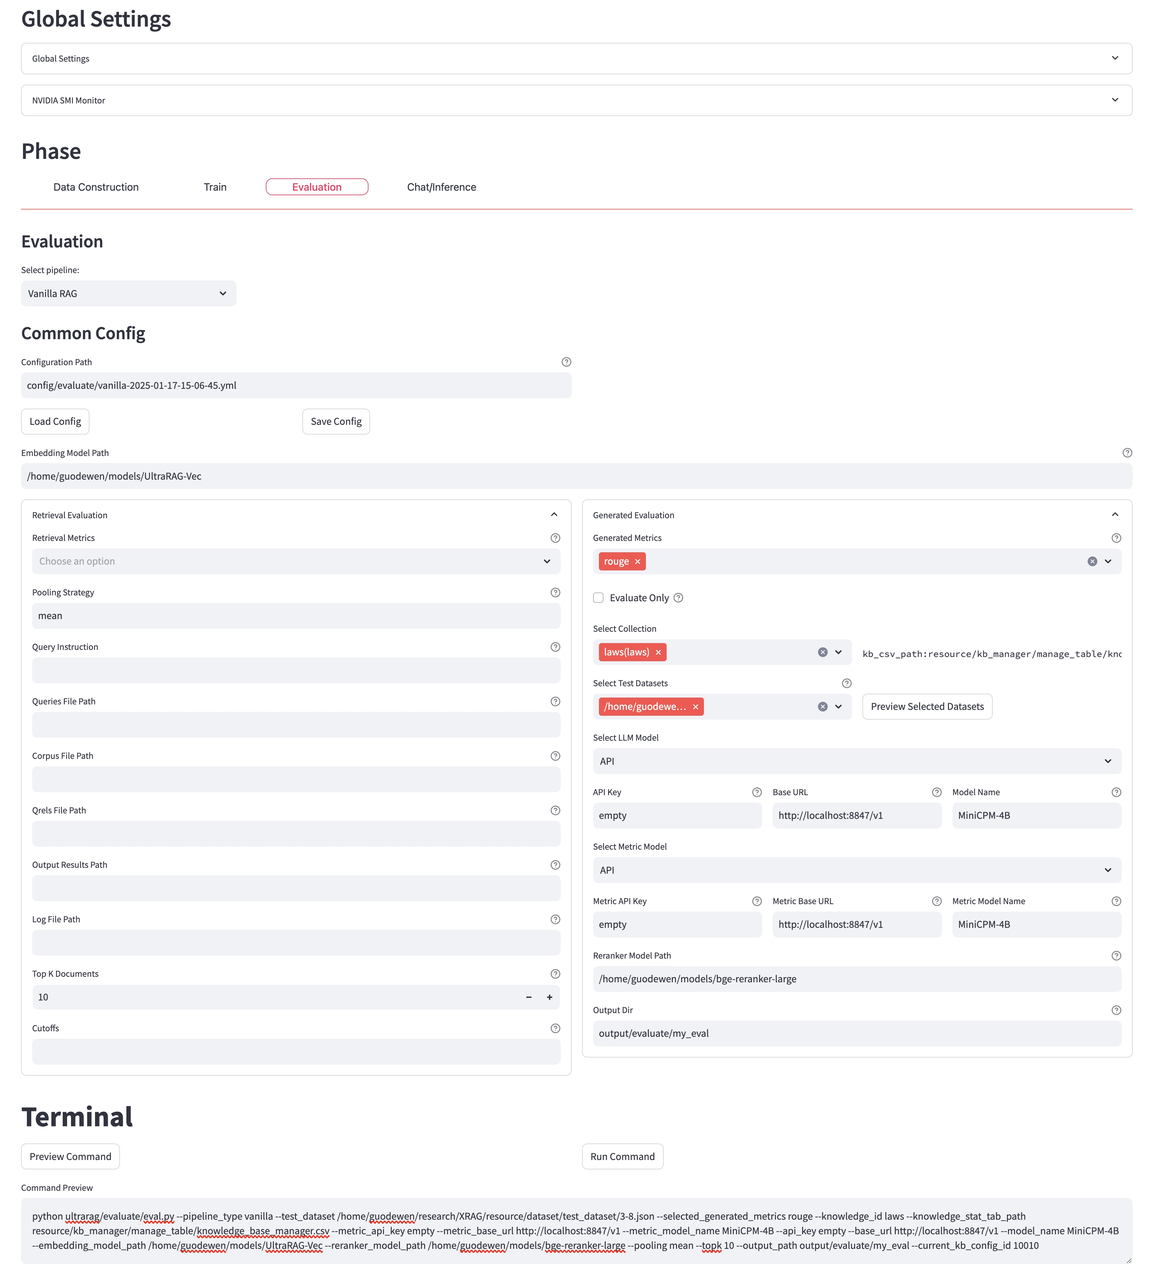 Global Settings
Global Settings
NVIDIA SMI Monitor
Phase
Data Construction Train Evaluation Chat/Inference
Evaluation
Select pipeline:
Vanilla RAG
Common Config
Configuration Path
config/evaluate/vanilla-2025-01-17-15-06-45.yml
Load Config Save Config
Embedding Model Path
/home/guodewen/models/UltraRAG-Vec
Retrieval Evaluation
Retrieval Metrics
Choose an option
Pooling Strategy
mean
Query Instruction
Queries File Path
Corpus File Path
Qrels File Path
Output Results Path
Log File Path
Top K Documents
10
Cutoffs
Generated Evaluation
Generated Metrics
rouge
Evaluate Only
Select Collection
laws(laws) kb_csv_path:resource/kb_manager/manage_table/knc
Select Test Datasets
/home/guodewe... Preview Selected Datasets
Select LLM Model
API
API Key Base URL Model Name
empty http://localhost:8847/v1 MiniCPM-4B
Select Metric Model
API
Metric API Key Metric Base URL Metric Model Name
empty http://localhost:8847/v1 MiniCPM-4B
Reranker Model Path
/home/guodewen/models/bge-reranker-large
Output Dir
output/evaluate/my_eval
Terminal
Preview Command Run Command
Command Preview
python ultrarag/evaluate/eval.py --pipeline_type vanilla --test_dataset /home/guodewen/research/XRAG/resource/dataset/test_dataset/3-8.json --selected_generated_metrics rouge --knowledge_id laws --knowledge_stat_tab_path
resource/kb_manager/manage_table/knowledge_base_manager.csv --metric_api_key empty --metric_base_url http://localhost:8847/v1 --metric_model_name MiniCPM-4B --api_key empty --base_url http://localhost:8847/v1 --model_name MiniCPM-4B
--embedding_model_path /home/guodewen/models/UltraRAG-Vec --reranker_model_path /home/guodewen/models/bge-reranker-large --pooling mean --topk 10 --output_path output/evaluate/my_eval --current_kb_config_id 10010